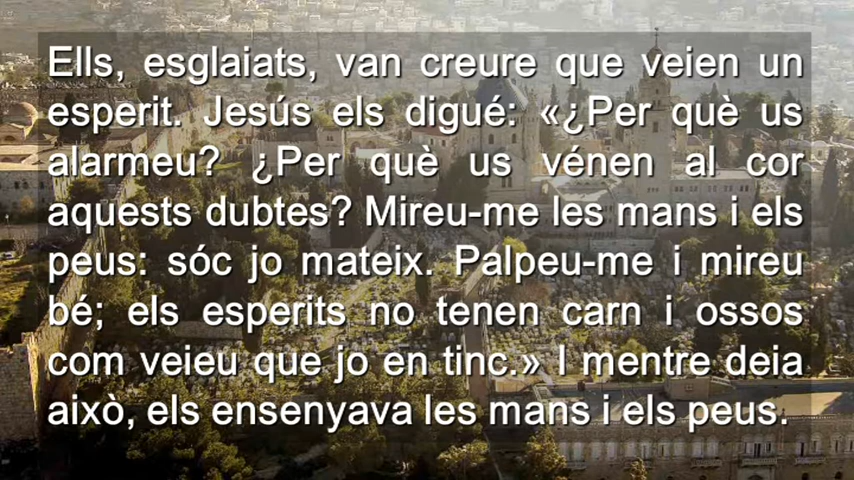 Ells, esglaiats, van creure que veien un
esperit. Jesús els digué: «¿Per què us
alarmeu? ¿Per què us vénen al cor
aquests dubtes? Mireu-me les mans i els
peus: sóc jo mateix. Palpeu-me i mireu
bé; els esperits no tenen carn i ossos
com veieu que jo en tinc.» I mentre deia
això, els ensenyava les mans i els peus.